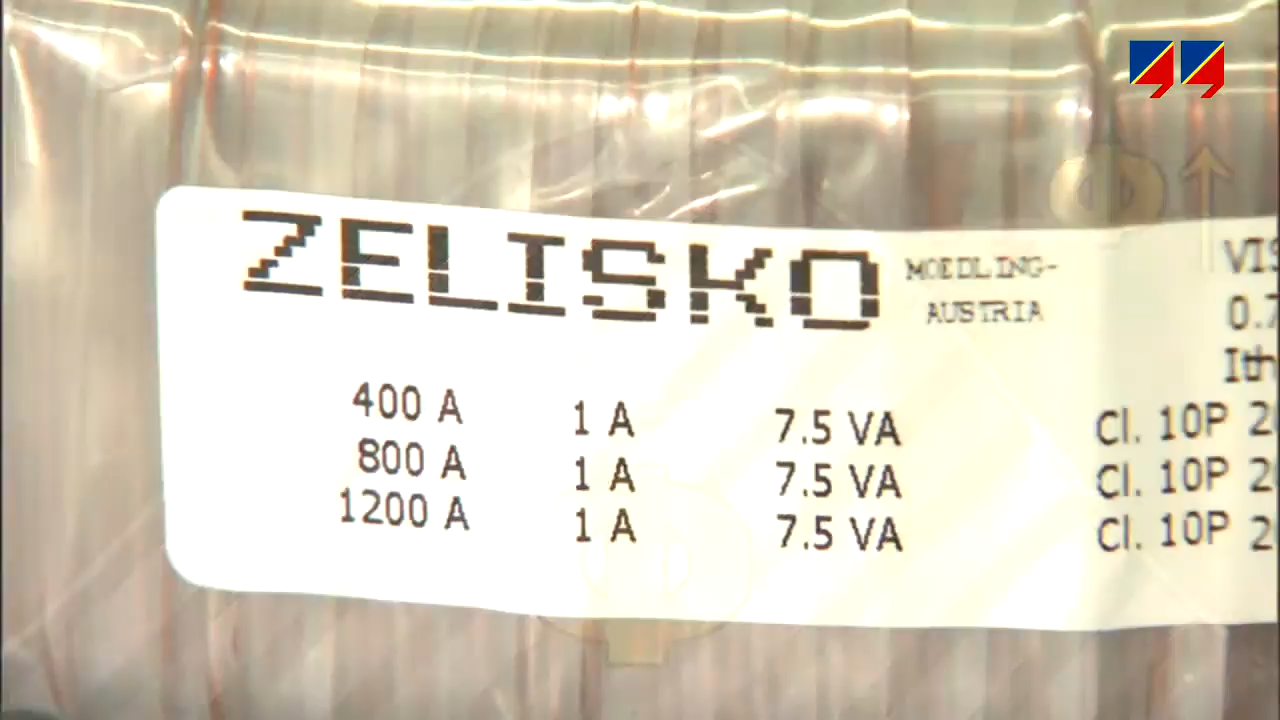 ZELISKO MOEDLING-
AUSTRIA
400 A 1 A 7.5 VA Cl. 10P
800 A 1 A 7.5 VA Cl. 10P
1200 A 1 A 7.5 VA Cl. 10P